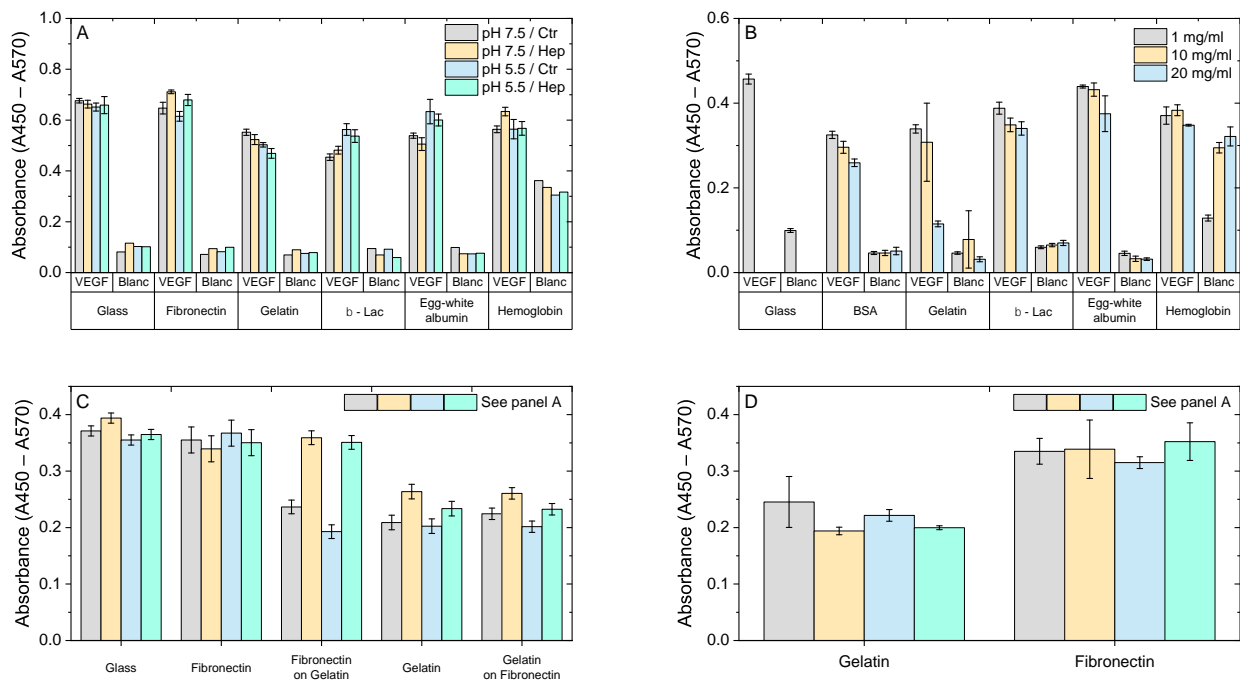 A
pH 7.5 / Ctr
pH 7.5 / Hep
pH 5.5 / Ctr
pH 5.5 / Hep
Absorbance (A450 – A570)
1.0
0.8
0.6
0.4
0.2
0.0
VEGF Blanc VEGF Blanc VEGF Blanc VEGF Blanc VEGF Blanc VEGF Blanc
Glass Fibronectin Gelatin b - Lac Egg-white albumin Hemoglobin
B
1 mg/ml
10 mg/ml
20 mg/ml
Absorbance (A450 – A570)
0.6
0.4
0.2
0.0
VEGF Blanc VEGF Blanc VEGF Blanc VEGF Blanc VEGF Blanc VEGF Blanc
Glass BSA Gelatin b - Lac Egg-white albumin Hemoglobin
C
See panel A
Absorbance (A450 – A570)
0.4
0.3
0.2
0.1
0.0
Glass Fibronectin Fibronectin on Gelatin Gelatin Gelatin on Fibronectin
D
See panel A
Absorbance (A450 – A570)
0.4
0.3
0.2
0.1
0.0
Gelatin Fibronectin